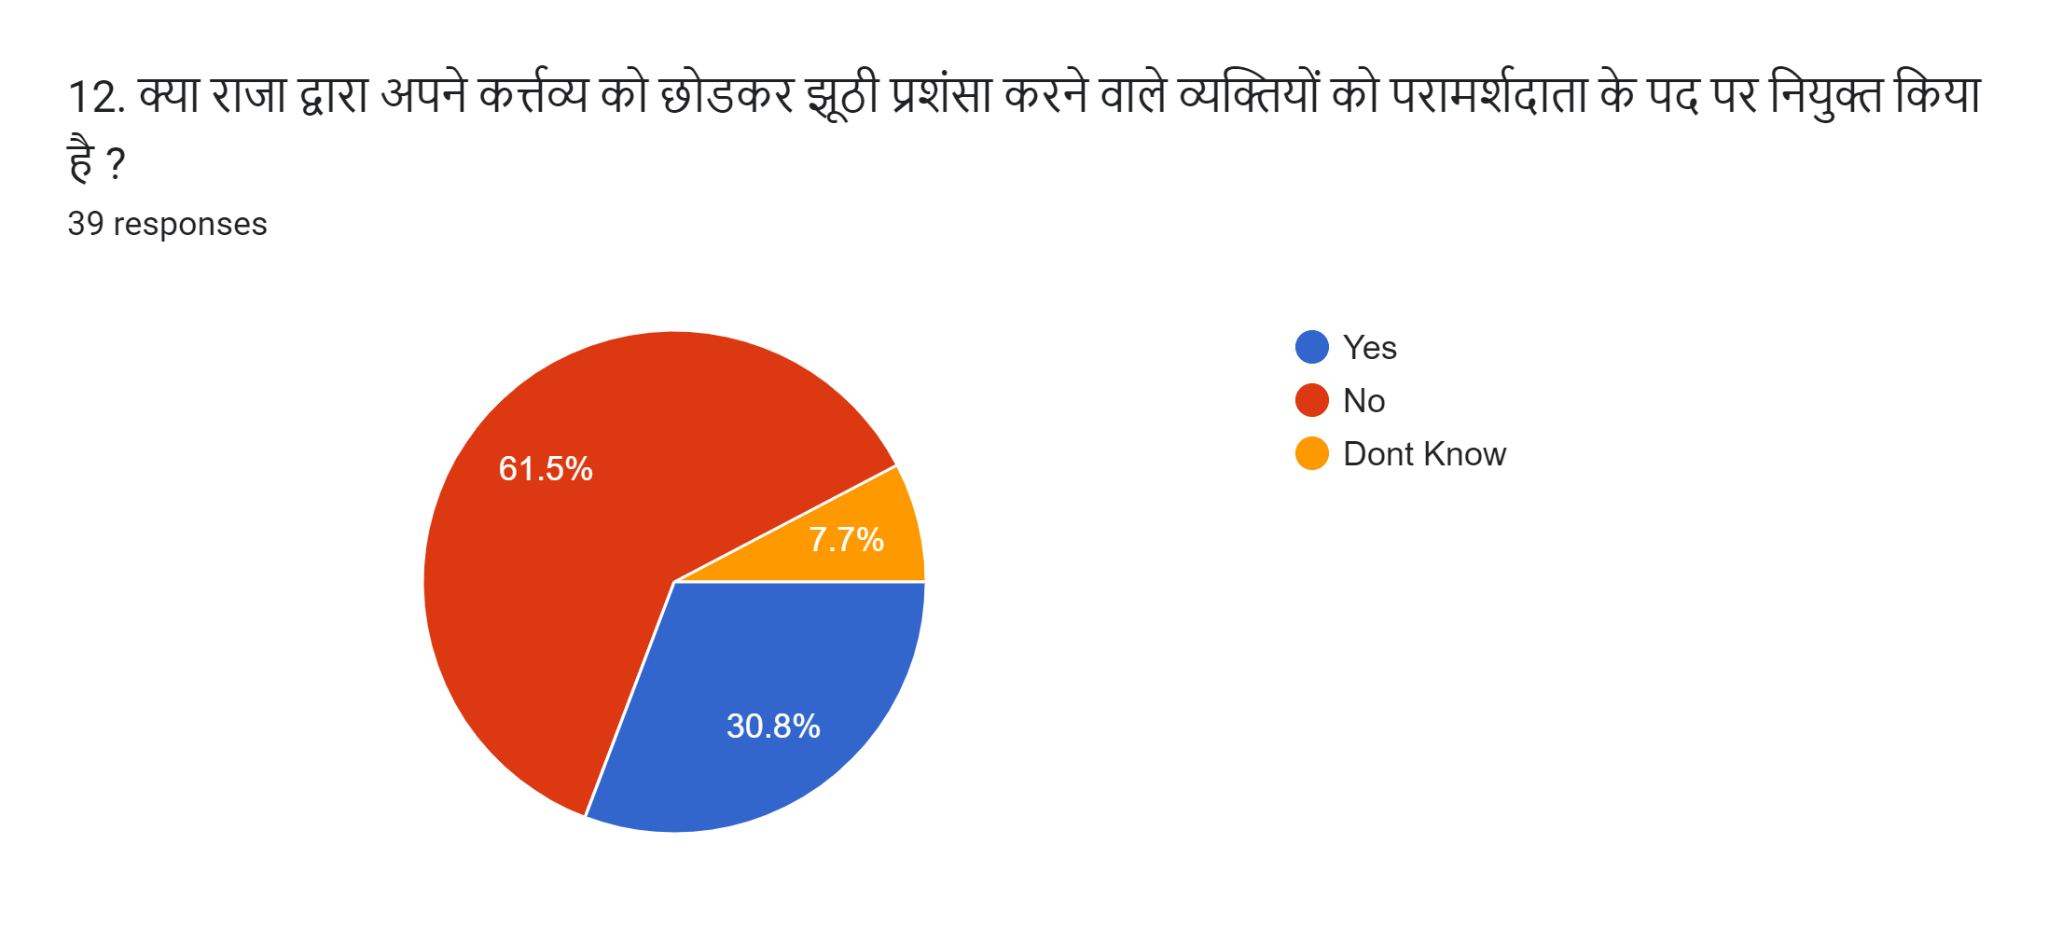 12. क्या राजा द्वारा अपने कर्त्तव्य को छोडकर झूठी प्रशंसा करने वाले व्यक्तियों को परामर्शदाता के पद पर नियुक्त किया
है ?
39 responses
Yes
No
Dont Know
61.5%
7.7%
30.8%